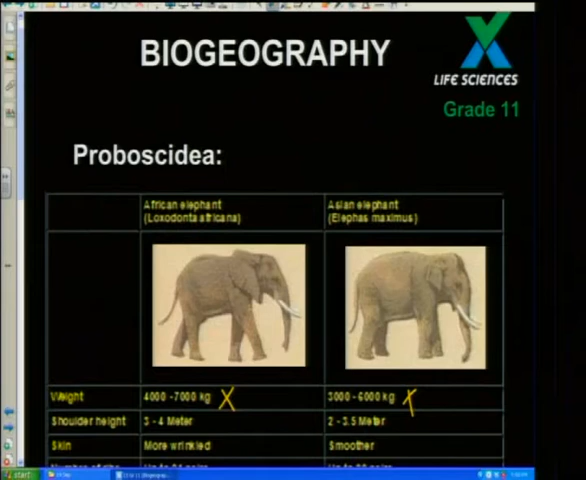 BIOGEOGRAPHY
LIFE SCIENCES
Grade 11
Proboscidea:
African elephant
(Loxodonta africana)
Asian elephant
(Elephas maximus)
Weight
4000 -7000 kg X
3000 - 6000 kg
Shoulder height
3 - 4 Meter
2 - 3.5 Meter
Skin
More wrinkled
Smoother
start